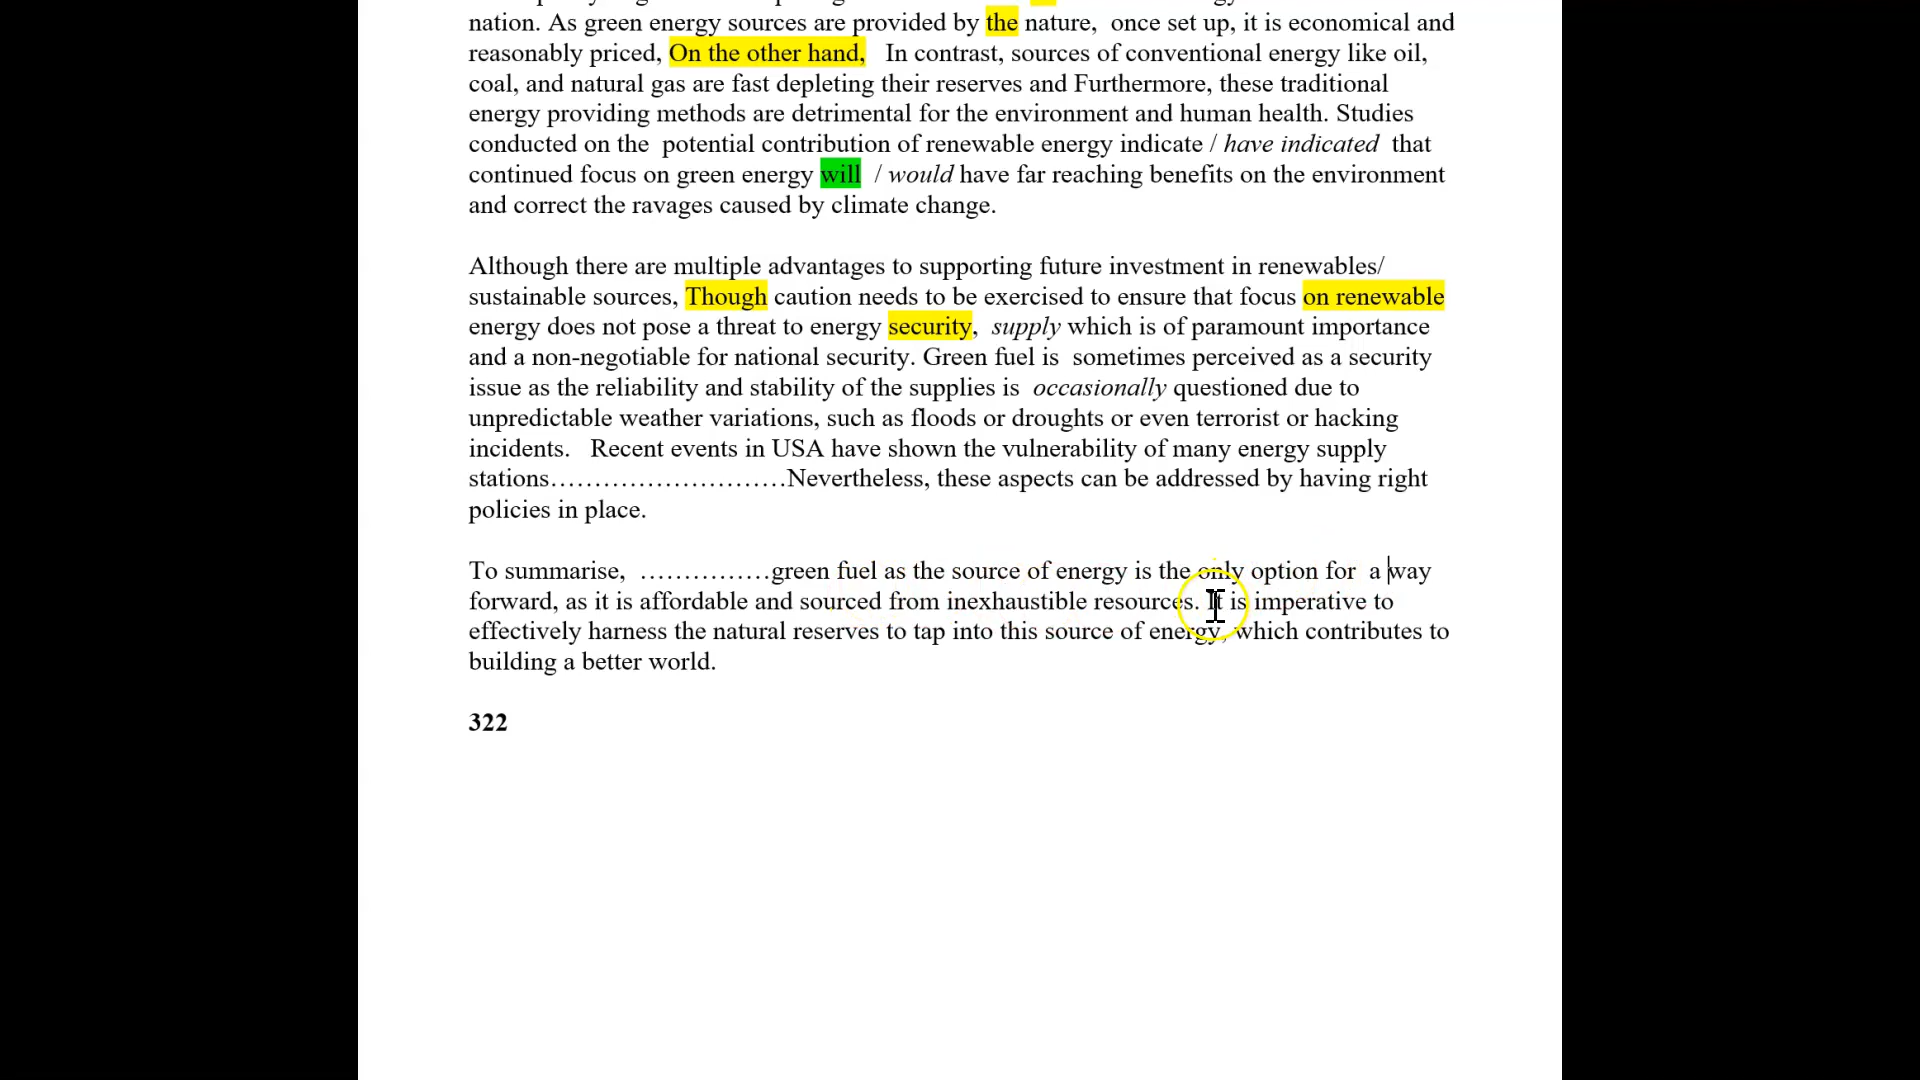 nation. As green energy sources are provided by the nature,  once set up, it is economical and
reasonably priced, On the other hand,   In contrast, sources of conventional energy like oil,
coal, and natural gas are fast depleting their reserves and Furthermore, these traditional
energy providing methods are detrimental for the environment and human health. Studies
conducted on the  potential contribution of renewable energy indicate / have indicated  that
continued focus on green energy will  / would have far reaching benefits on the environment
and correct the ravages caused by climate change.
Although there are multiple advantages to supporting future investment in renewables/
sustainable sources, Though caution needs to be exercised to ensure that focus on renewable
energy does not pose a threat to energy security,  supply which is of paramount importance
and a non-negotiable for national security. Green fuel is  sometimes perceived as a security
issue as the reliability and stability of the supplies is  occasionally questioned due to
unpredictable weather variations, such as floods or droughts or even terrorist or hacking
incidents.   Recent events in USA have shown the vulnerability of many energy supply
stations………………………Nevertheless, these aspects can be addressed by having right
policies in place.
To summarise,  ……………green fuel as the source of energy is the only option for  a way
forward, as it is affordable and sourced from inexhaustible resources. It is imperative to
effectively harness the natural reserves to tap into this source of energy, which contributes to
building a better world.
322